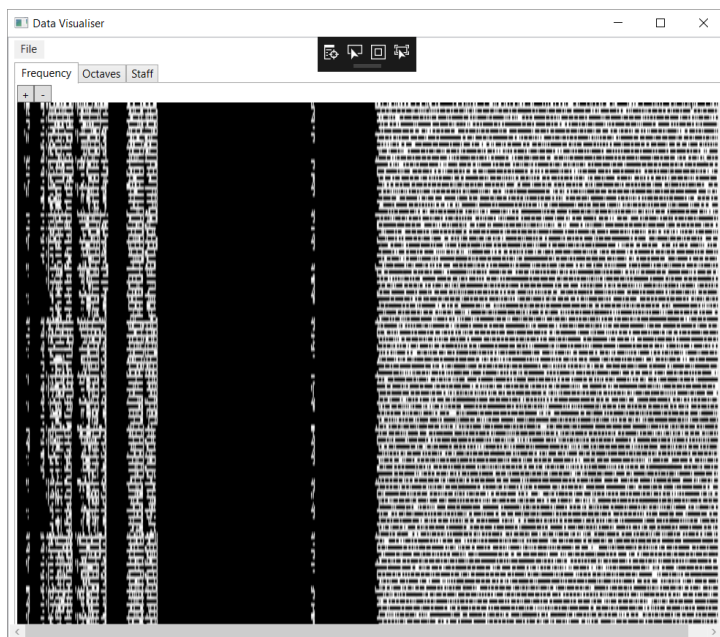 Data Visualiser
File
Frequency Octaves Staff
+ -